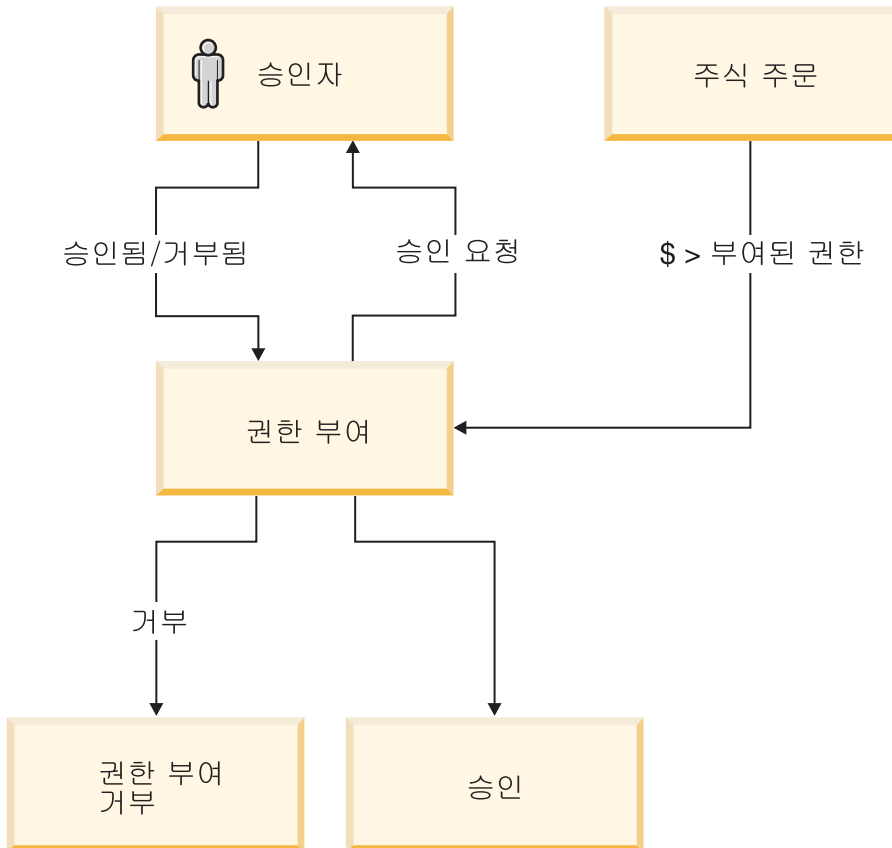 승인자
주식 주문
승인됨/거부됨
승인 요청
$ > 부여된 권한
권한 부여
거부
권한 부여
거부
승인